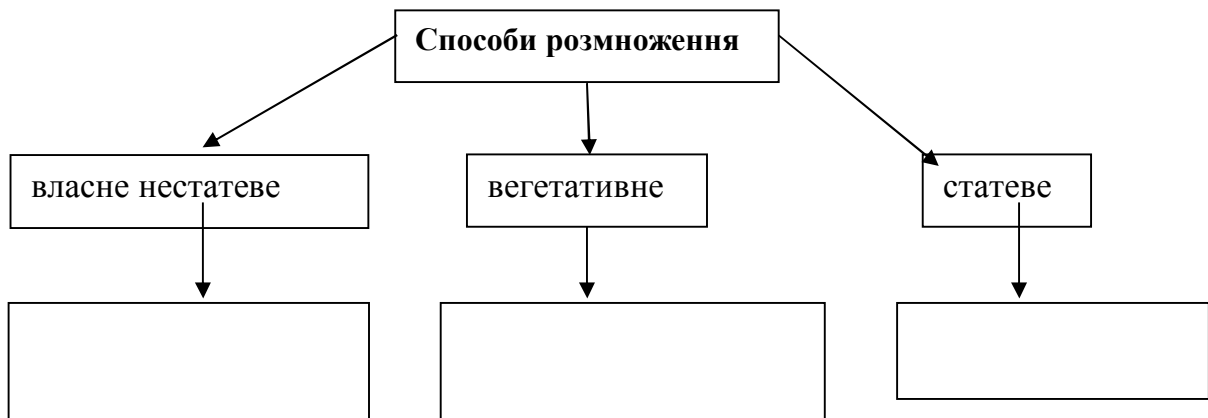 Способи розмноження
власне нестатеве
вегетативне
статеве